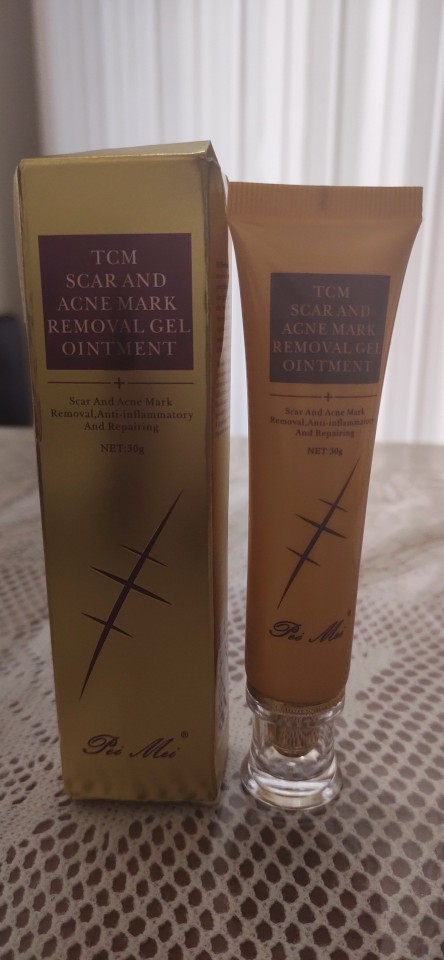 TCM
SCAR AND
ACNE MARK
REMOVAL GEL
OINTMENT
Scar And Acne Mark
Removal,Anti-inflammatory
And Repairing
NET:30g
Pei Mei®
TCM
SCAR AND
ACNE MARK
REMOVAL GEL
OINTMENT
Scar And Acne Mark
Removal,Anti-inflammatory
And Repairing
NET:30g
Pei Mei®